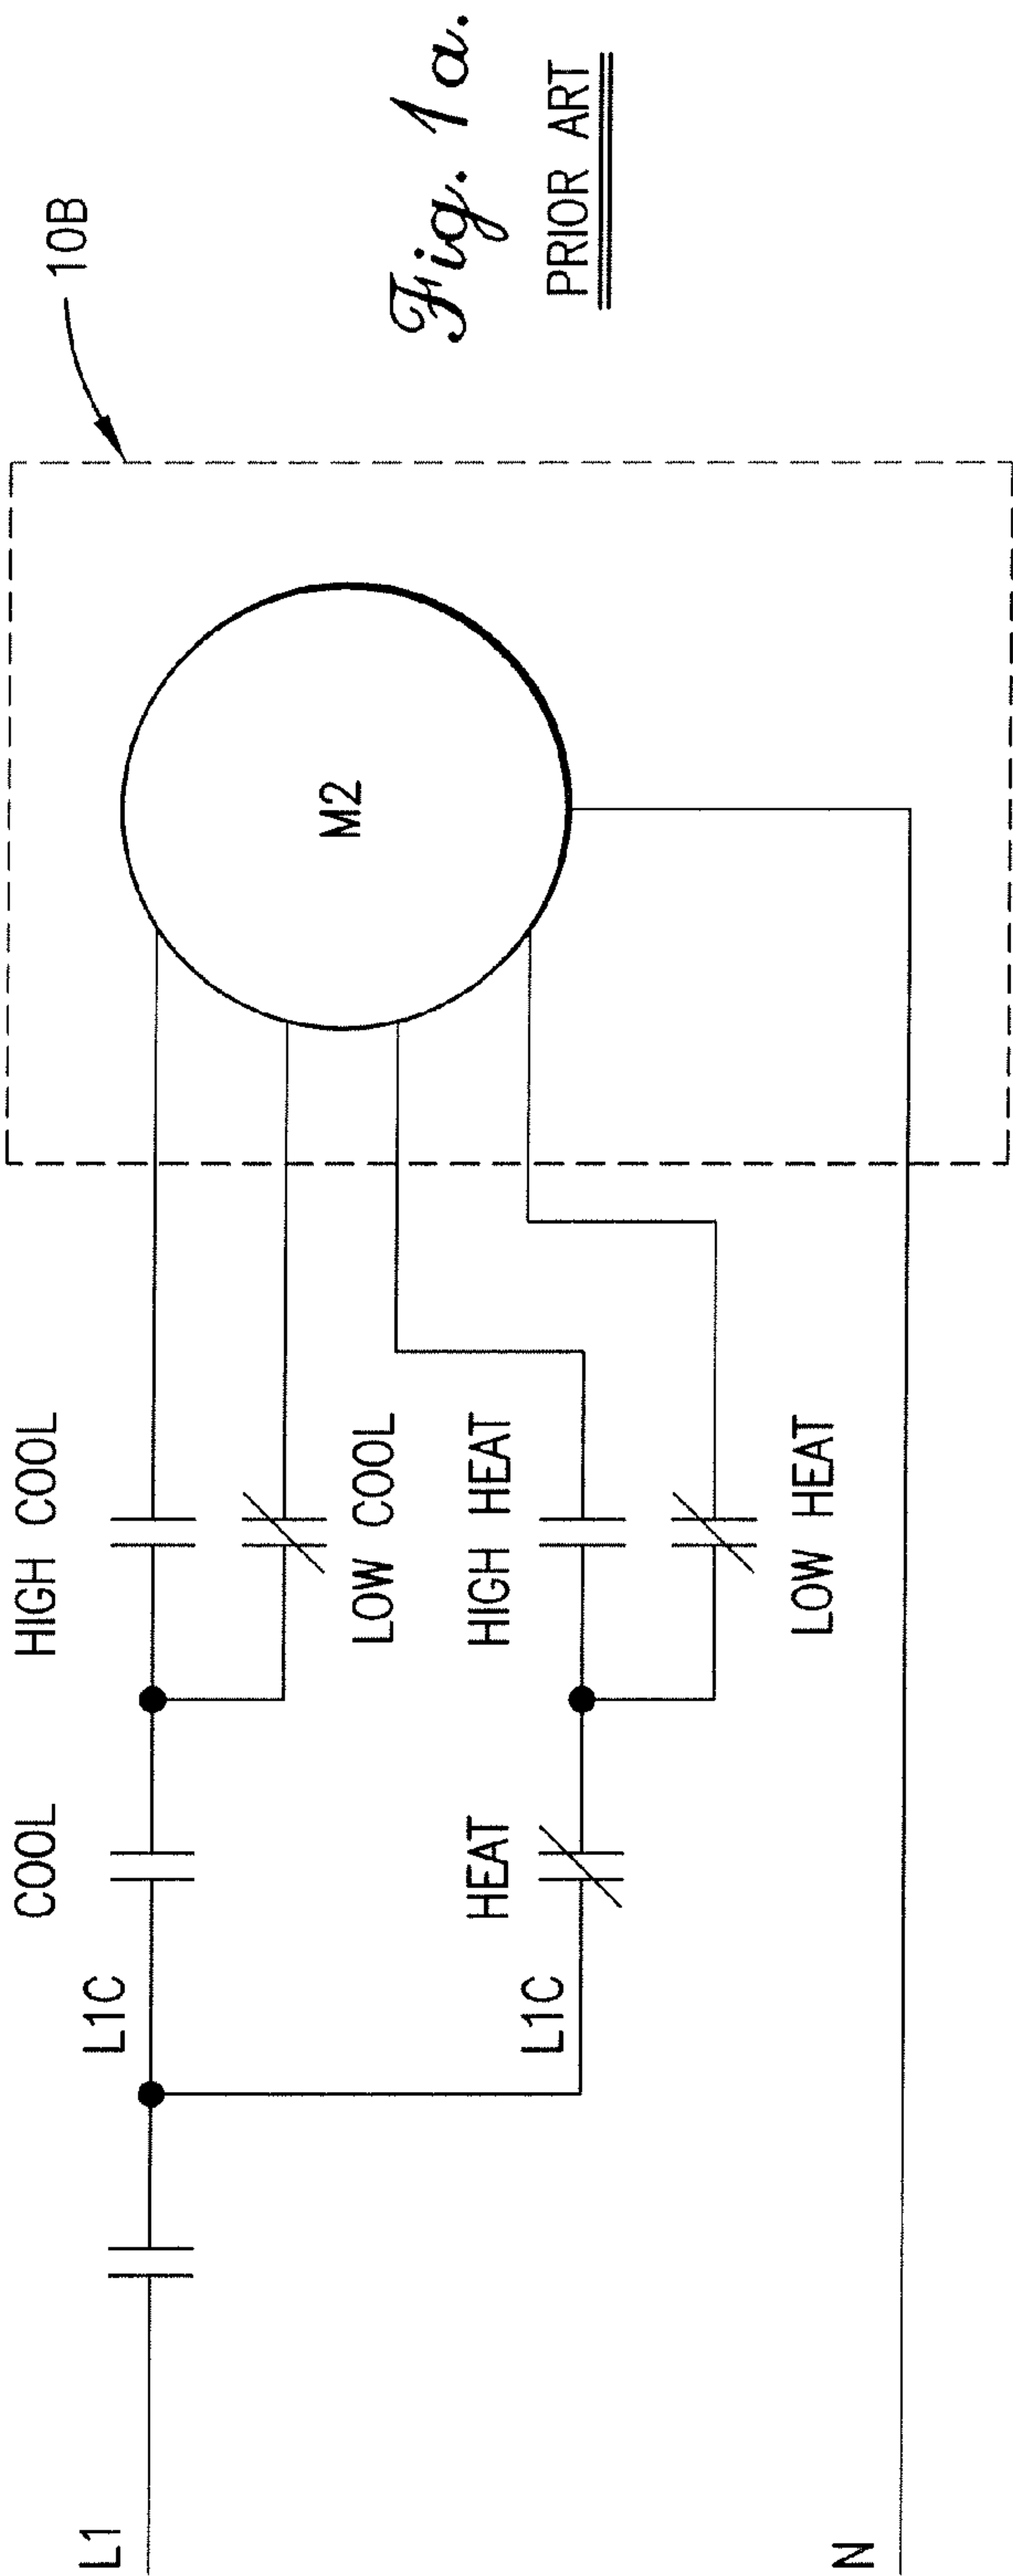 L1
L1C
COOL
HIGH COOL
LOW COOL
L1C
HEAT
HIGH HEAT
LOW HEAT
N
M2
10B
Fig. 1a.
PRIOR ART